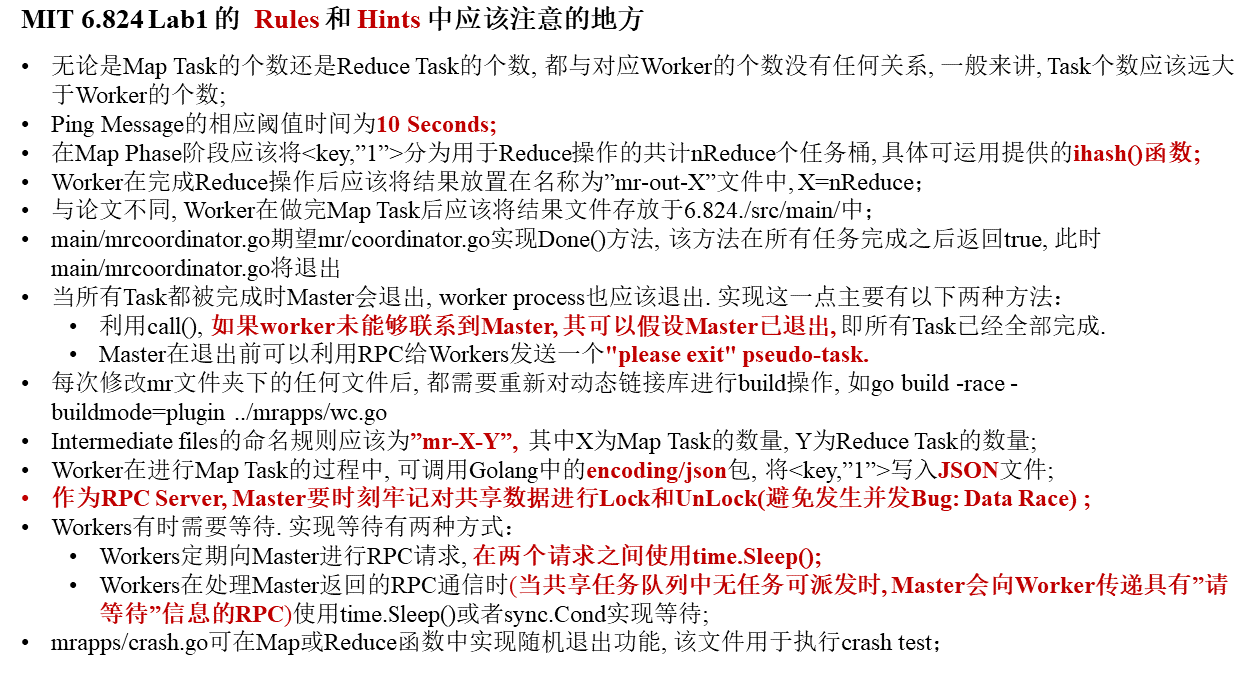 MIT 6.824 Lab1 的 Rules 和 Hints 中应该注意的地方
• 无论是Map Task的个数还是Reduce Task的个数, 都与对应Worker的个数没有任何关系, 一般来讲, Task个数应该远大
于Worker的个数;
• Ping Message的相应阈值时间为10 Seconds;
• 在Map Phase阶段应该将<key,”1”>分为用于Reduce操作的共计nReduce个任务桶, 具体可运用提供的ihash()函数;
• Worker在完成Reduce操作后应该将结果放置在名称为”mr-out-X”文件中, X=nReduce；
• 与论文不同, Worker在做完Map Task后应该将结果文件存放于6.824./src/main/中；
• main/mrcoordinator.go期望mr/coordinator.go实现Done()方法, 该方法在所有任务完成之后返回true, 此时
main/mrcoordinator.go将退出
• 当所有Task都被完成时Master会退出, worker process也应该退出. 实现这一点主要有以下两种方法：
• 利用call(), 如果worker未能够联系到Master, 其可以假设Master已退出, 即所有Task已经全部完成.
• Master在退出前可以利用RPC给Workers发送一个"please exit" pseudo-task.
• 每次修改mr文件夹下的任何文件后, 都需要重新对动态链接库进行build操作, 如go build -race -
buildmode=plugin ../mrapps/wc.go
• Intermediate files的命名规则应该为”mr-X-Y”, 其中X为Map Task的数量, Y为Reduce Task的数量;
• Worker在进行Map Task的过程中, 可调用Golang中的encoding/json包, 将<key,”1”>写入JSON文件;
• 作为RPC Server, Master要时刻牢记对共享数据进行Lock和UnLock(避免发生并发Bug: Data Race) ;
• Workers有时需要等待. 实现等待有两种方式：
• Workers定期向Master进行RPC请求, 在两个请求之间使用time.Sleep();
• Workers在处理Master返回的RPC通信时(当共享任务队列中无任务可派发时, Master会向Worker传递具有”请
等待”信息的RPC)使用time.Sleep()或者sync.Cond实现等待;
• mrapps/crash.go可在Map或Reduce函数中实现随机退出功能, 该文件用于执行crash test；